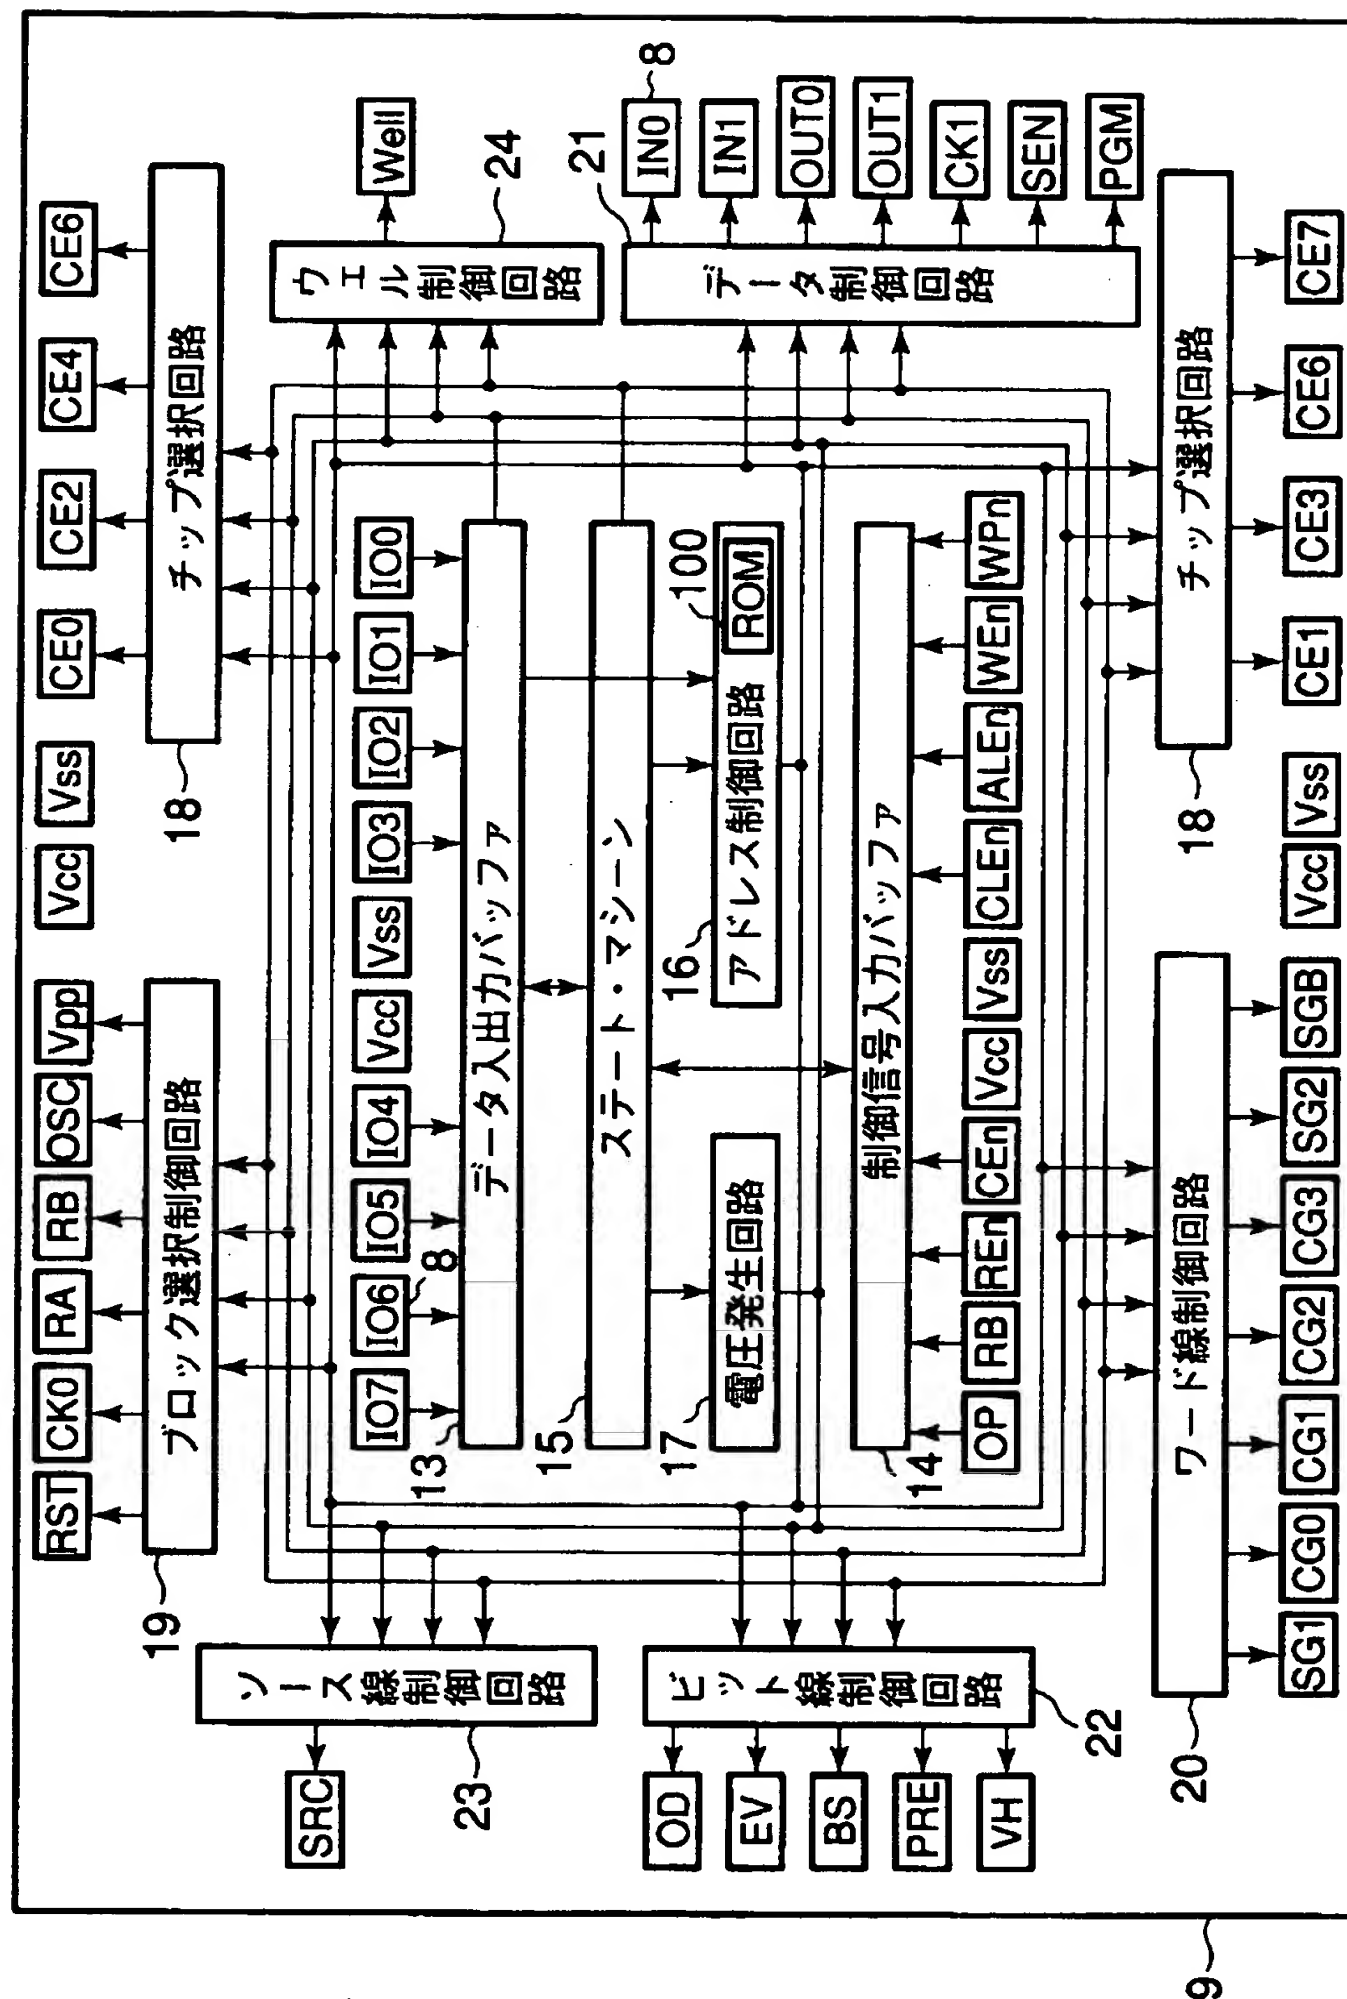 RST
CK0
RA
RB
OSC
Vpp
Vcc
Vss
CE0
CE2
CE4
CE6
19
ブロック選択制御回路
18
チップ選択回路
SRC
23
ソース線制御回路
IO7
IO6
8
IO5
IO4
Vcc
Vss
IO3
IO2
IO1
IO0
ウェル制御回路
24
Well
13
データ入出力バッファ
15
ステート・マシーン
17
電圧発生回路
16
アドレス制御回路
100
ROM
14
制御信号入力バッファ
OP
RB
REn
CEn
Vcc
Vss
CLEn
ALEn
WEn
WPn
OD
EV
BS
PRE
VH
ビット線制御回路
22
21
データ制御回路
IN0
8
IN1
OUT0
OUT1
CK1
SEN
PGM
20
ワード線制御回路
18
チップ選択回路
SG1
CG0
CG1
CG2
CG3
SG2
SGB
Vcc
Vss
CE1
CE3
CE6
CE7
9